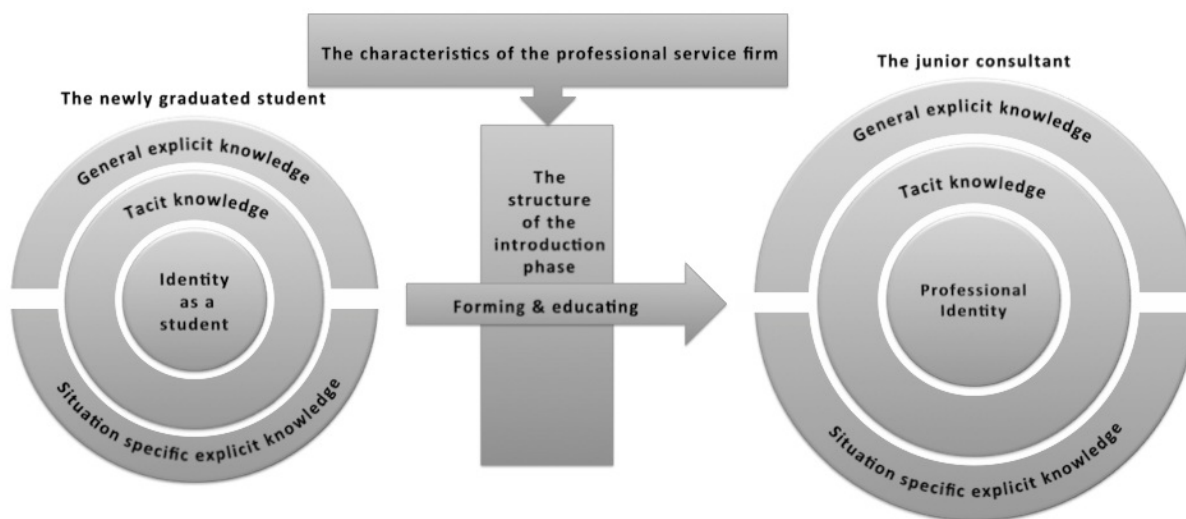 The characteristics of the professional service firm
The newly graduated student
General explicit knowledge
Tacit knowledge
Identity
as a
student
Situation specific explicit knowledge
The
structure
of the
introduction
phase
Forming & educating
The junior consultant
General explicit knowledge
Tacit knowledge
Professional
Identity
Situation specific explicit knowledge